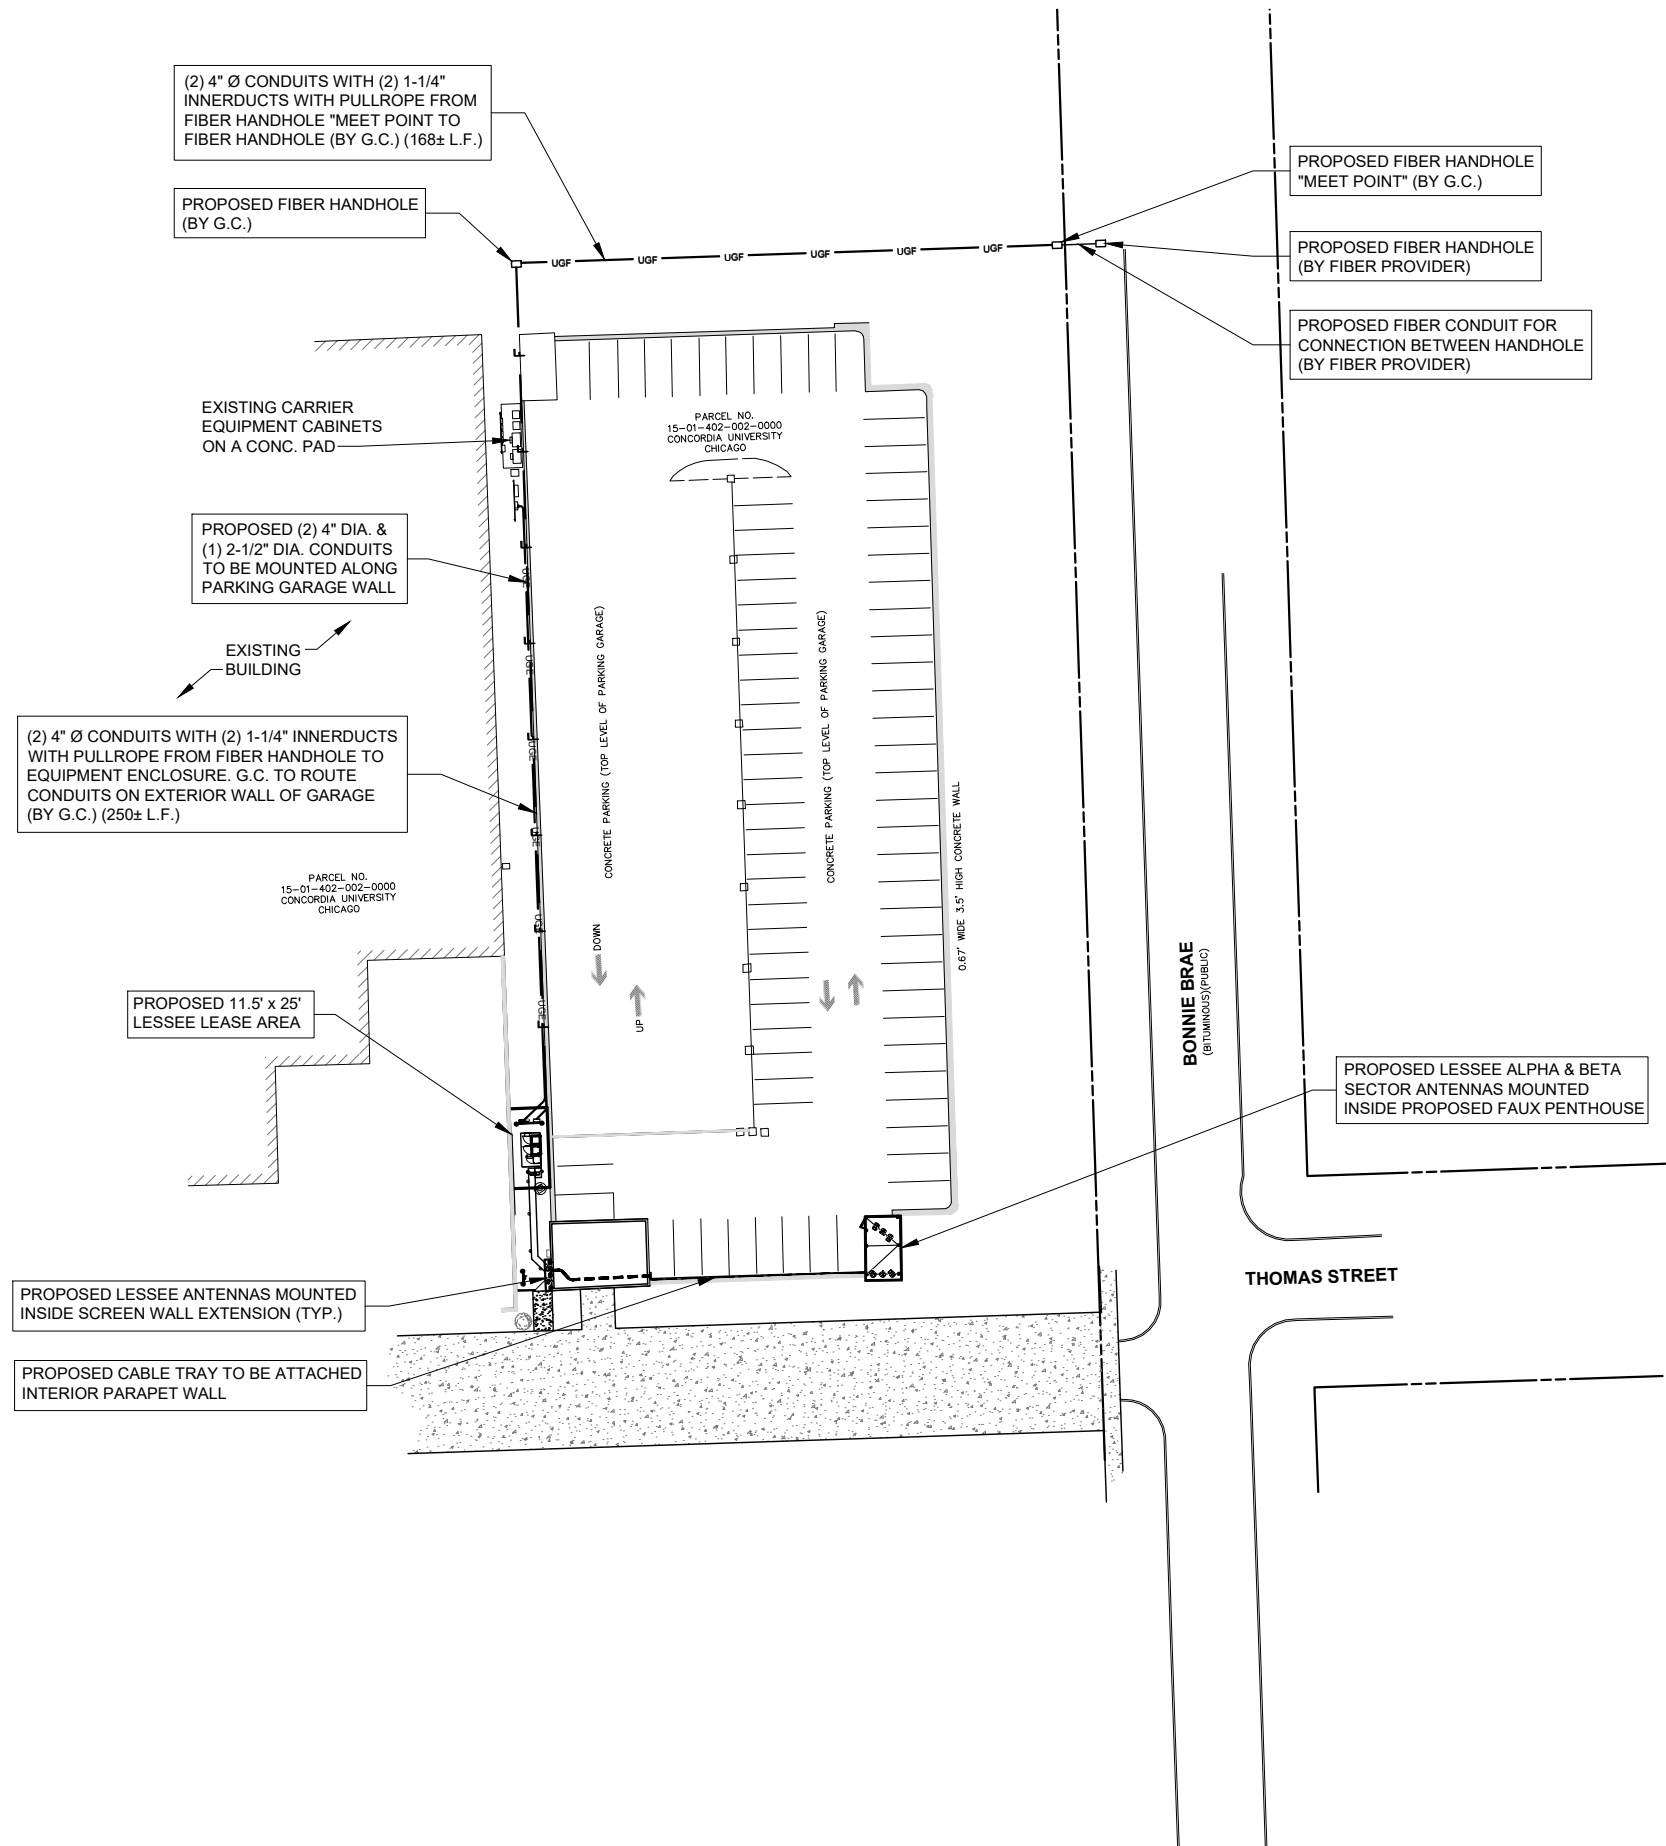 (2) 4" Ø CONDUITS WITH (2) 1-1/4"
INNERDUCTS WITH PULLROPE FROM
FIBER HANDHOLE "MEET POINT TO
FIBER HANDHOLE (BY G.C.) (168± L.F.)
PROPOSED FIBER HANDHOLE
(BY G.C.)
PROPOSED FIBER HANDHOLE
"MEET POINT" (BY G.C.)
PROPOSED FIBER HANDHOLE
(BY FIBER PROVIDER)
PROPOSED FIBER CONDUIT FOR
CONNECTION BETWEEN HANDHOLE
(BY FIBER PROVIDER)
UGF
UGF
UGF
UGF
UGF
UGF
EXISTING CARRIER
EQUIPMENT CABINETS
ON A CONC. PAD
PARCEL NO.
15-01-402-002-0000
CONCORDIA UNIVERSITY
CHICAGO
PROPOSED (2) 4" DIA. &
(1) 2-1/2" DIA. CONDUITS
TO BE MOUNTED ALONG
PARKING GARAGE WALL
EXISTING
BUILDING
(2) 4" Ø CONDUITS WITH (2) 1-1/4" INNERDUCTS
WITH PULLROPE FROM FIBER HANDHOLE TO
EQUIPMENT ENCLOSURE. G.C. TO ROUTE
CONDUITS ON EXTERIOR WALL OF GARAGE
(BY G.C.) (250± L.F.)
UGE
UGE
UGE
UGE
UGE
UGE
CONCRETE PARKING (TOP LEVEL OF PARKING GARAGE)
CONCRETE PARKING (TOP LEVEL OF PARKING GARAGE)
0.67' WIDE 3.5' HIGH CONCRETE WALL
PARCEL NO.
15-01-402-002-0000
CONCORDIA UNIVERSITY
CHICAGO
DOWN
UP
BONNIE BRAE
(BITUMINOUS)(PUBLIC)
PROPOSED 11.5' x 25'
LESSEE LEASE AREA
PROPOSED LESSEE ALPHA & BETA
SECTOR ANTENNAS MOUNTED
INSIDE PROPOSED FAUX PENTHOUSE
THOMAS STREET
PROPOSED LESSEE ANTENNAS MOUNTED
INSIDE SCREEN WALL EXTENSION (TYP.)
PROPOSED CABLE TRAY TO BE ATTACHED
INTERIOR PARAPET WALL